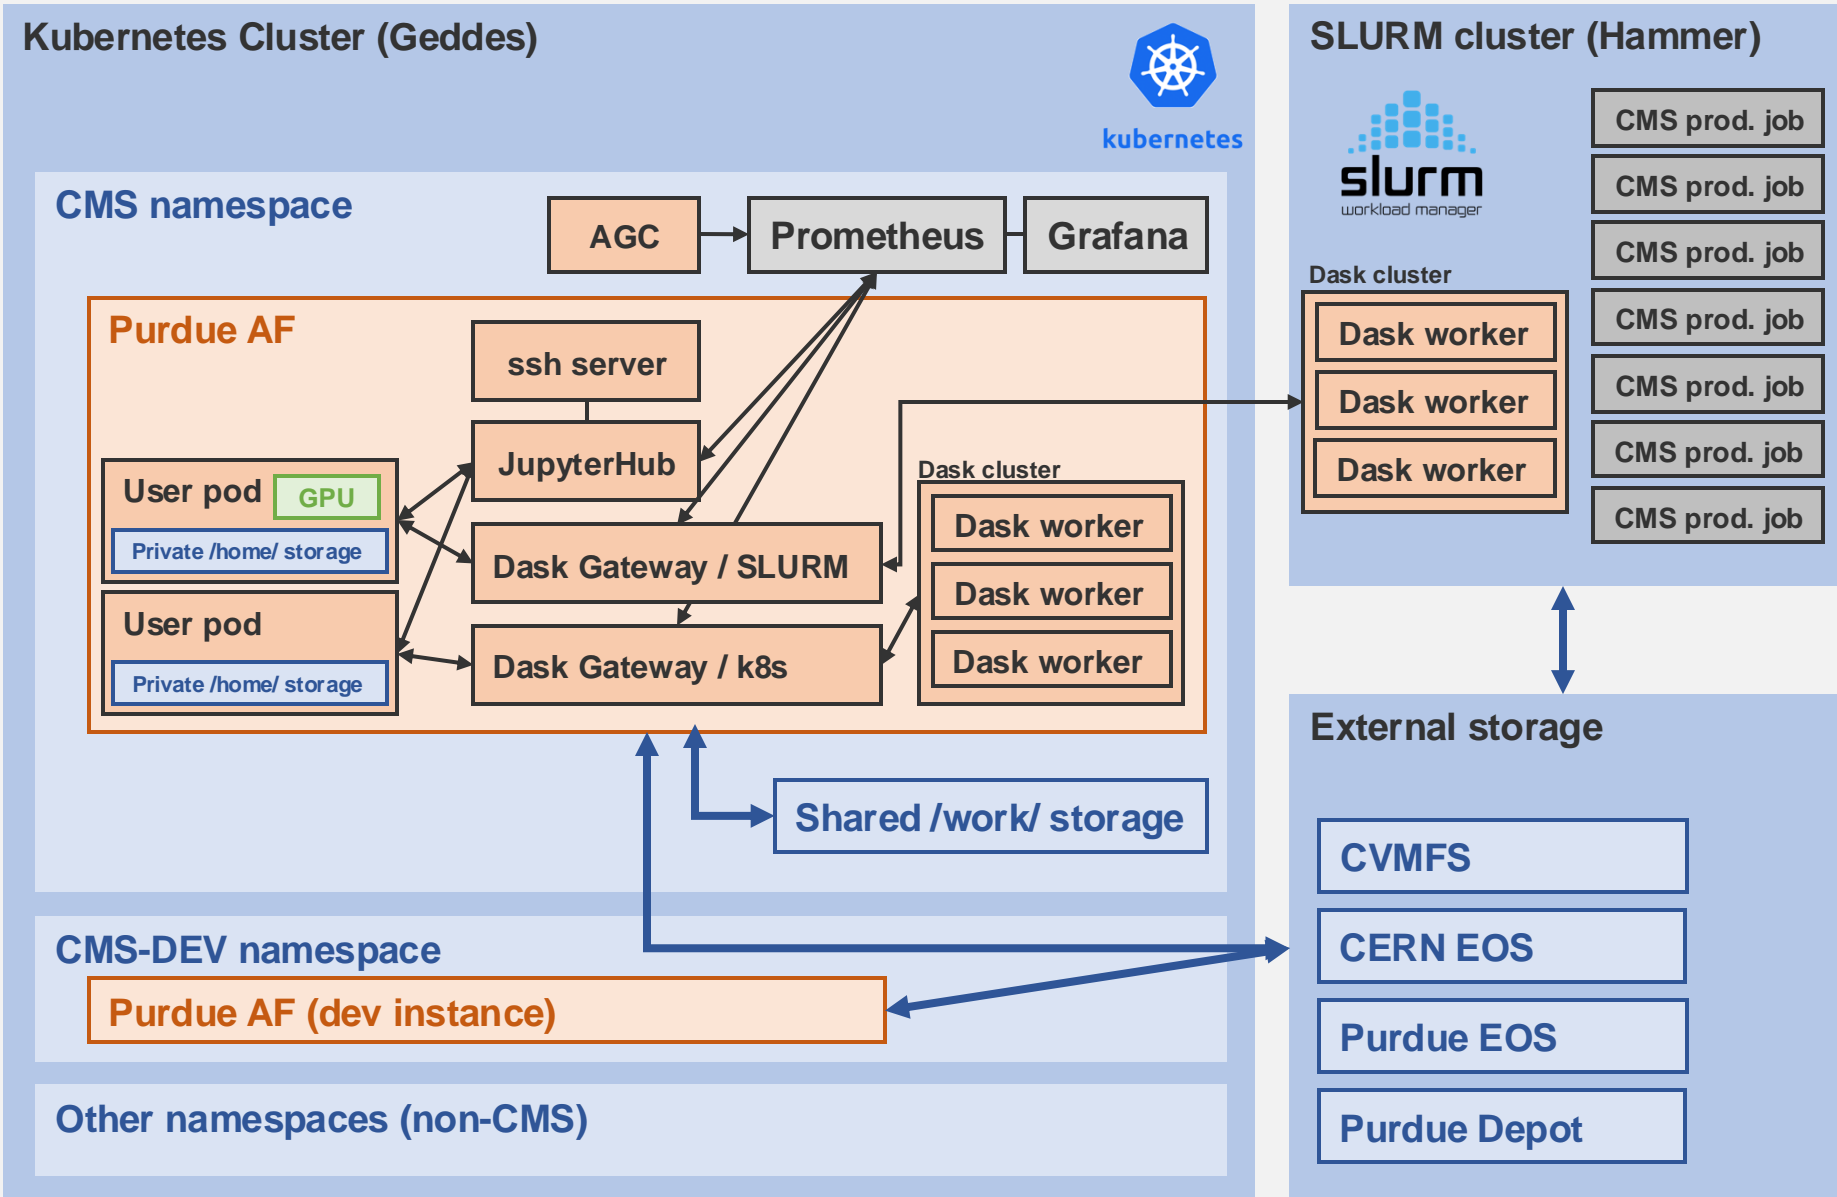 Kubernetes Cluster (Geddes)
kubernetes
CMS namespace
AGC
Prometheus
Grafana
Purdue AF
ssh server
JupyterHub
User pod
GPU
Private /home/ storage
User pod
Private /home/ storage
Dask Gateway / SLURM
Dask Gateway / k8s
Dask cluster
Dask worker
Dask worker
Dask worker
Shared /work/ storage
CMS-DEV namespace
Purdue AF (dev instance)
Other namespaces (non-CMS)
SLURM cluster (Hammer)
slurm
workload manager
Dask cluster
Dask worker
Dask worker
Dask worker
CMS prod. job
CMS prod. job
CMS prod. job
CMS prod. job
CMS prod. job
CMS prod. job
CMS prod. job
External storage
CVMFS
CERN EOS
Purdue EOS
Purdue Depot